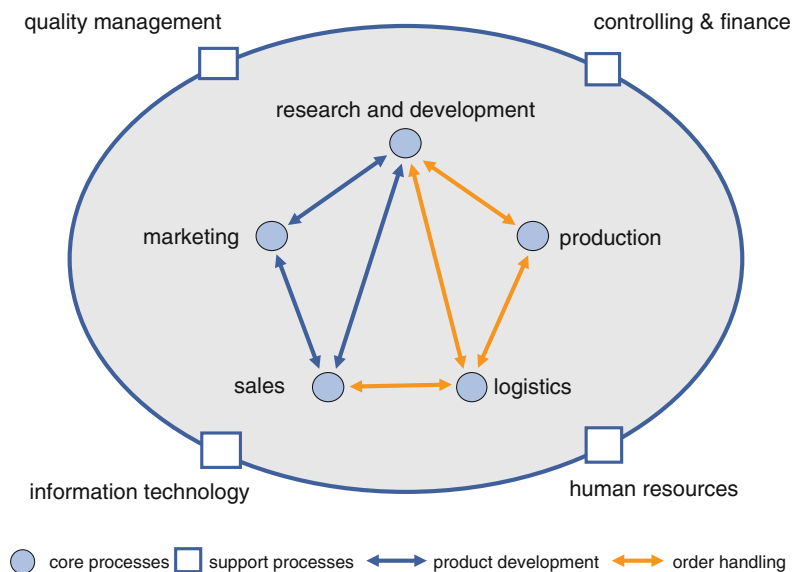 quality management
controlling & finance
research and development
marketing
production
sales
logistics
information technology
human resources
core processes
support processes
product development
order handling